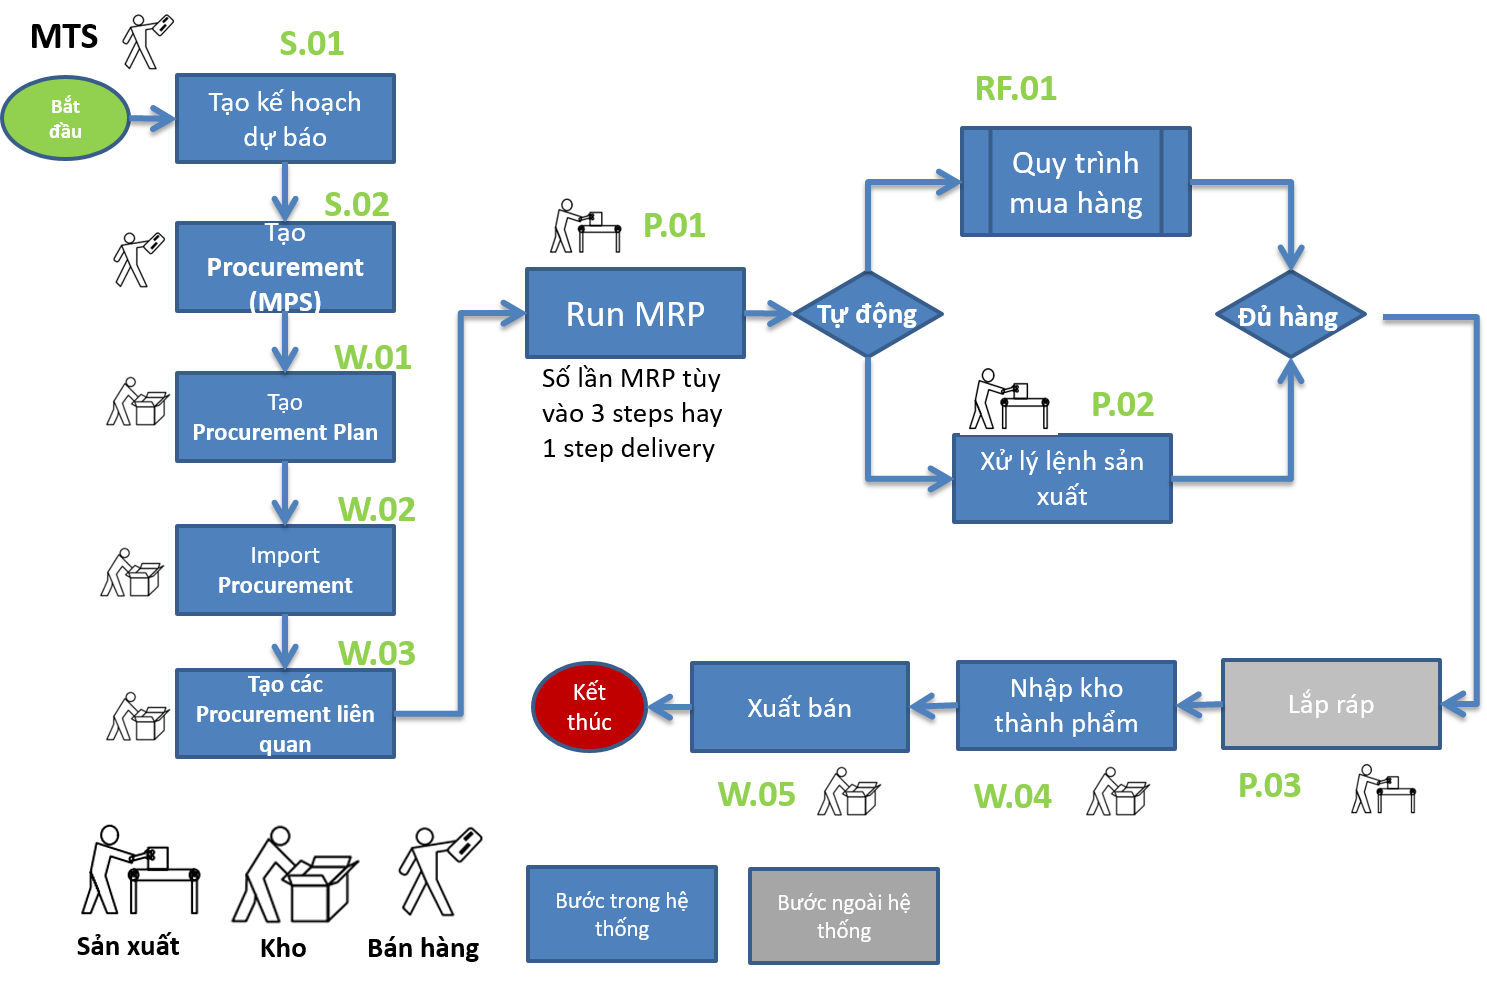 MTS
S.01
Bắt
đầu
Tạo kế hoạch
dự báo
S.02
Tạo
Procurement
(MPS)
W.01
Tạo
Procurement Plan
W.02
Import
Procurement
W.03
Tạo các
Procurement liên
quan
P.01
Run MRP
Số lần MRP tùy
vào 3 steps hay
1 step delivery
Tự động
RF.01
Quy trình
mua hàng
P.02
Xử lý lệnh sản
xuất
Đủ hàng
Lắp ráp
P.03
Nhập kho
thành phẩm
W.04
Xuất bán
W.05
Kết
thúc
Sản xuất
Kho
Bán hàng
Bước trong hệ
thống
Bước ngoài hệ
thống